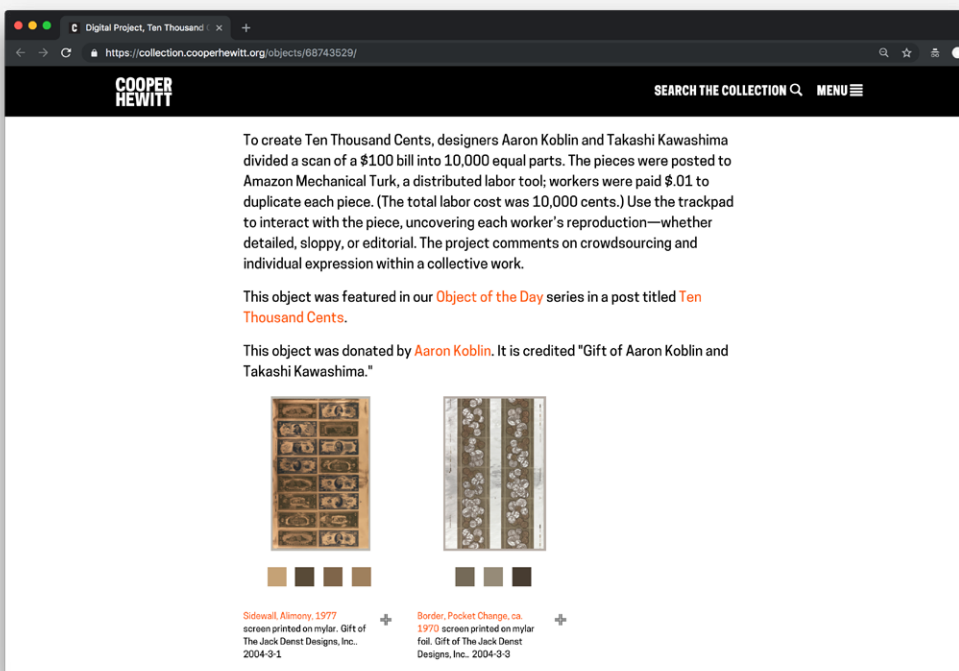 Digital Project, Ten Thousand
https://collection.cooperhewitt.org/objects/68743529/
COOPER
HEWITT
SEARCH THE COLLECTION
MENU
To create Ten Thousand Cents, designers Aaron Koblin and Takashi Kawashima
divided a scan of a $100 bill into 10,000 equal parts. The pieces were posted to
Amazon Mechanical Turk, a distributed labor tool; workers were paid $.01 to
duplicate each piece. (The total labor cost was 10,000 cents.) Use the trackpad
to interact with the piece, uncovering each worker's reproduction—whether
detailed, sloppy, or editorial. The project comments on crowdsourcing and
individual expression within a collective work.
This object was featured in our Object of the Day series in a post titled Ten
Thousand Cents.
This object was donated by Aaron Koblin. It is credited "Gift of Aaron Koblin and
Takashi Kawashima."
Sidewall, Alimony, 1977
screen printed on mylar. Gift of
The Jack Denst Designs, Inc..
2004-3-1
Border, Pocket Change, ca.
1970 screen printed on mylar
foil. Gift of The Jack Denst
Designs, Inc.. 2004-3-3